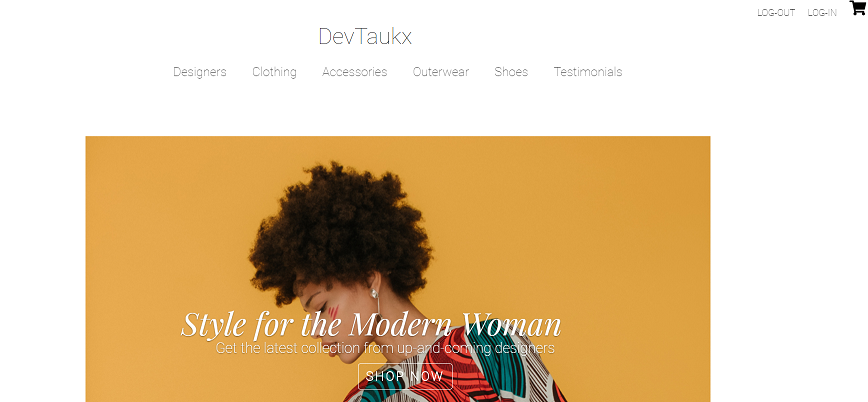 LOG-OUT LOG-IN
DevTaukx
Designers Clothing Accessories Outerwear Shoes Testimonials
Style for the Modern Woman
Get the latest collection from up-and-coming designers
SHOP NOW